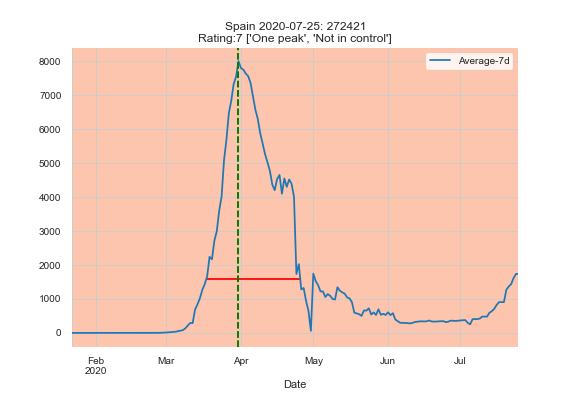 Spain 2020-07-25: 272421
Rating:7 ['One peak', 'Not in control']
Average-7d
8000
7000
6000
5000
4000
3000
2000
1000
0
Feb Mar Apr May Jun Jul
2020
Date